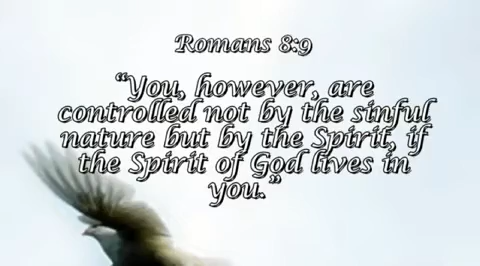 Romans 8:9
“You, however, are
controlled not by the sinful
nature but by the Spirit, if
the Spirit of God lives in
you.”